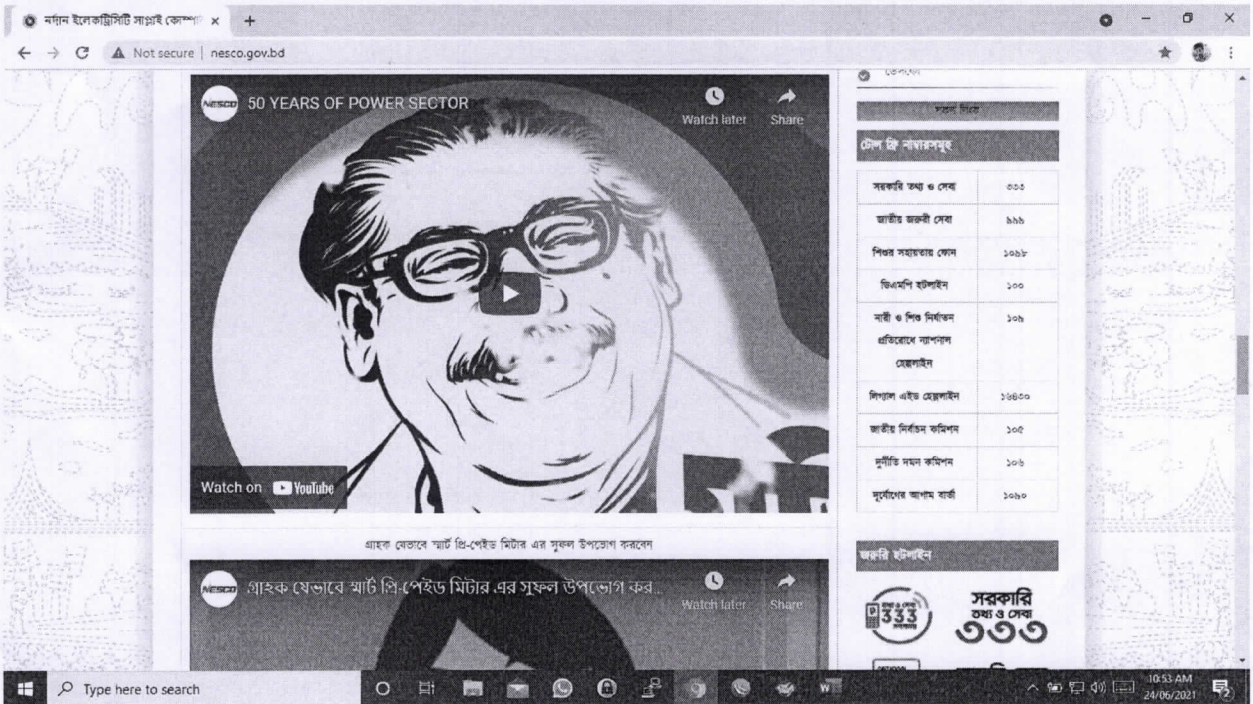 নর্দান ইলেকট্রিসিটি সাপ্লাই কোম্পা
Not secure | nesco.gov.bd
NESCO 50 YEARS OF POWER SECTOR
Watch later Share
Watch on YouTube
গ্রাহক যেভাবে স্মার্ট প্রি-পেইড মিটার এর সুফল উপভোগ করবেন
NESCO গ্রাহক যেভাবে স্মার্ট প্রি-পেইড মিটার এর সুফল উপভোগ কর...
Watch later Share
টোল ফ্রি নাম্বারসমূহ
সরকারি তথ্য ও সেবা ৩৩৩
জাতীয় জরুরী সেবা ৯৯৯
শিশুর সহায়তায় ফোন ১০৯৮
ডিএমপি হটলাইন ১০০
নারী ও শিশু নির্যাতন ১০৯
প্রতিরোধে ন্যাশনাল
হেল্পলাইন
লিগ্যাল এইড হেল্পলাইন ১৬৪৩০
জাতীয় নির্বাচন কমিশন ১০৫
দুর্নীতি দমন কমিশন ১০৬
দুর্যোগের আগাম বার্তা ১০৯০
জরুরি হটলাইন
333
সরকারি
তথ্য ও সেবা
৩৩৩
Type here to search
10:53 AM
24/06/2021